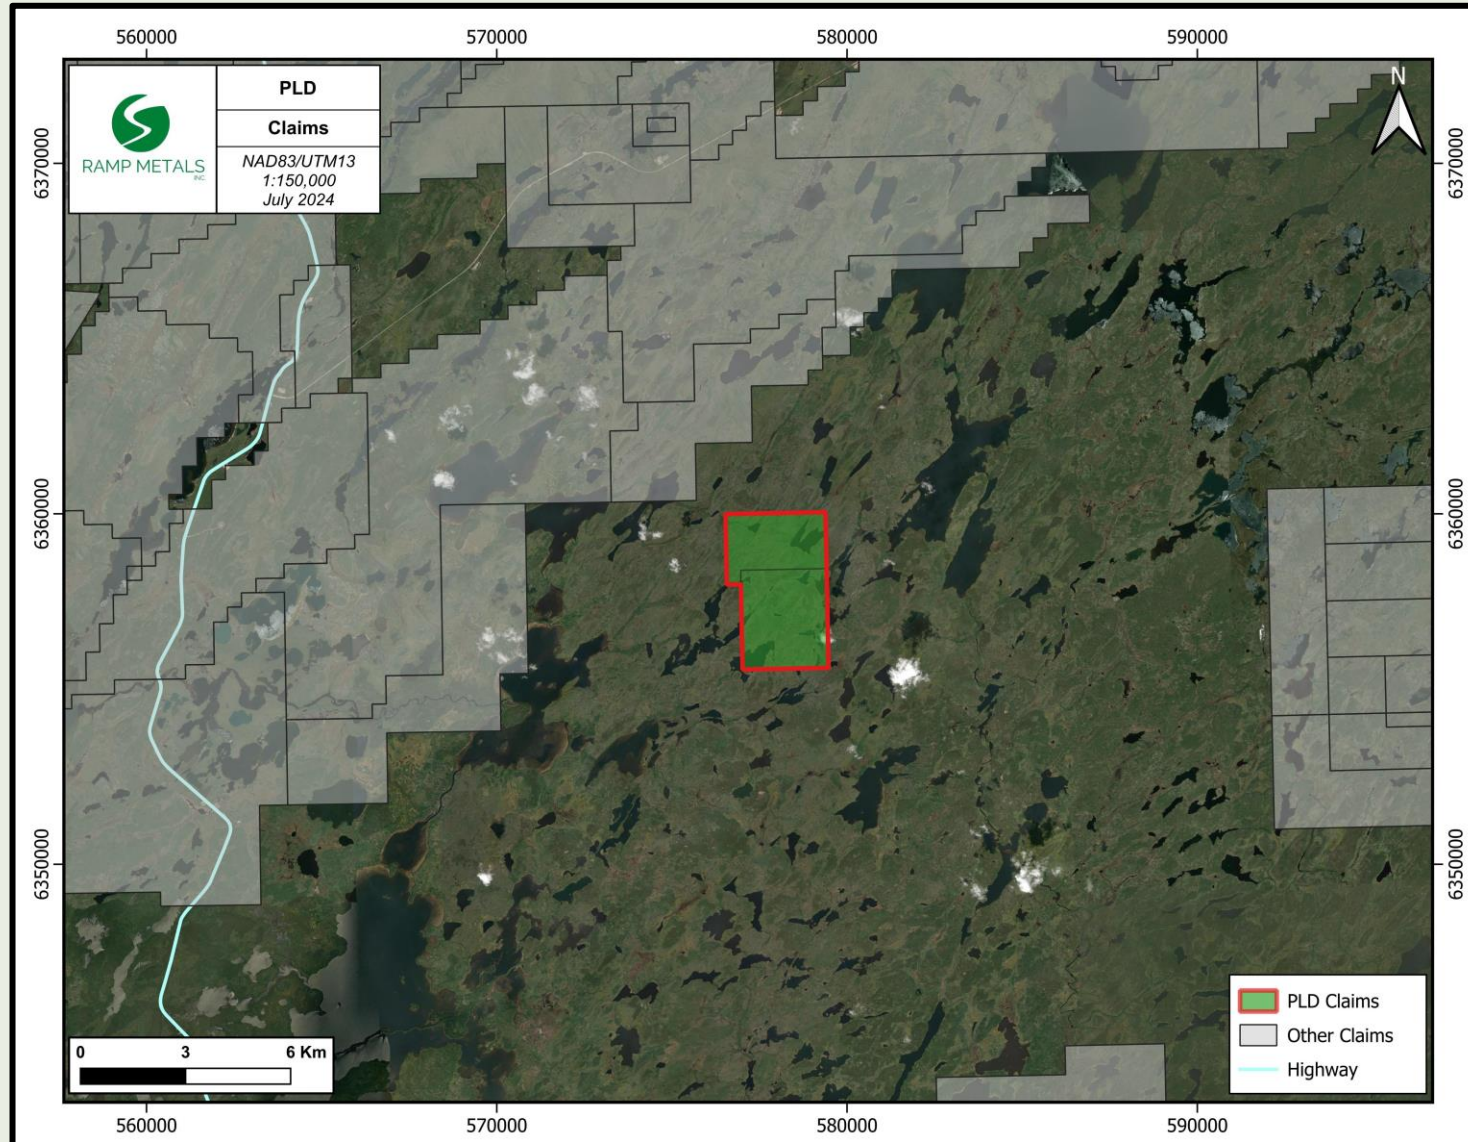 560000
570000
580000
590000
N
RAMP METALS
INC
PLD
Claims
NAD83/UTM13
1:150,000
July 2024
6370000
6370000
6360000
6360000
6350000
6350000
0 3 6 Km
PLD Claims
Other Claims
Highway
560000
570000
580000
590000